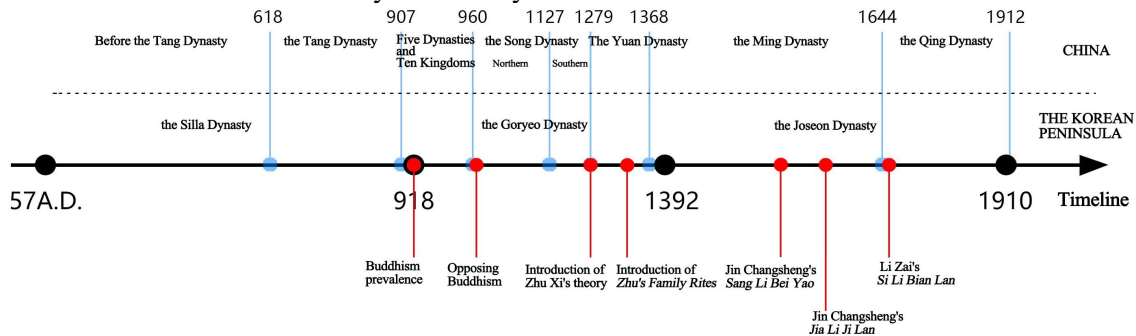 618 907 960 1127 1279 1368 1644 1912
Before the Tang Dynasty
the Tang Dynasty
Five Dynasties
and
Ten Kingdoms
the Song Dynasty
Northern
Southern
The Yuan Dynasty
the Ming Dynasty
the Qing Dynasty
CHINA
the Silla Dynasty
the Goryeo Dynasty
the Joseon Dynasty
THE KOREAN
PENINSULA
57A.D.
918
1392
1910
Timeline
Buddhism
prevalence
Opposing
Buddhism
Introduction of
Zhu Xi's theory
Introduction of
Zhu's Family Rites
Jin Changsheng's
Sang Li Bei Yao
Jin Changsheng's
Jia Li Ji Lan
Li Zai's
Si Li Bian Lan